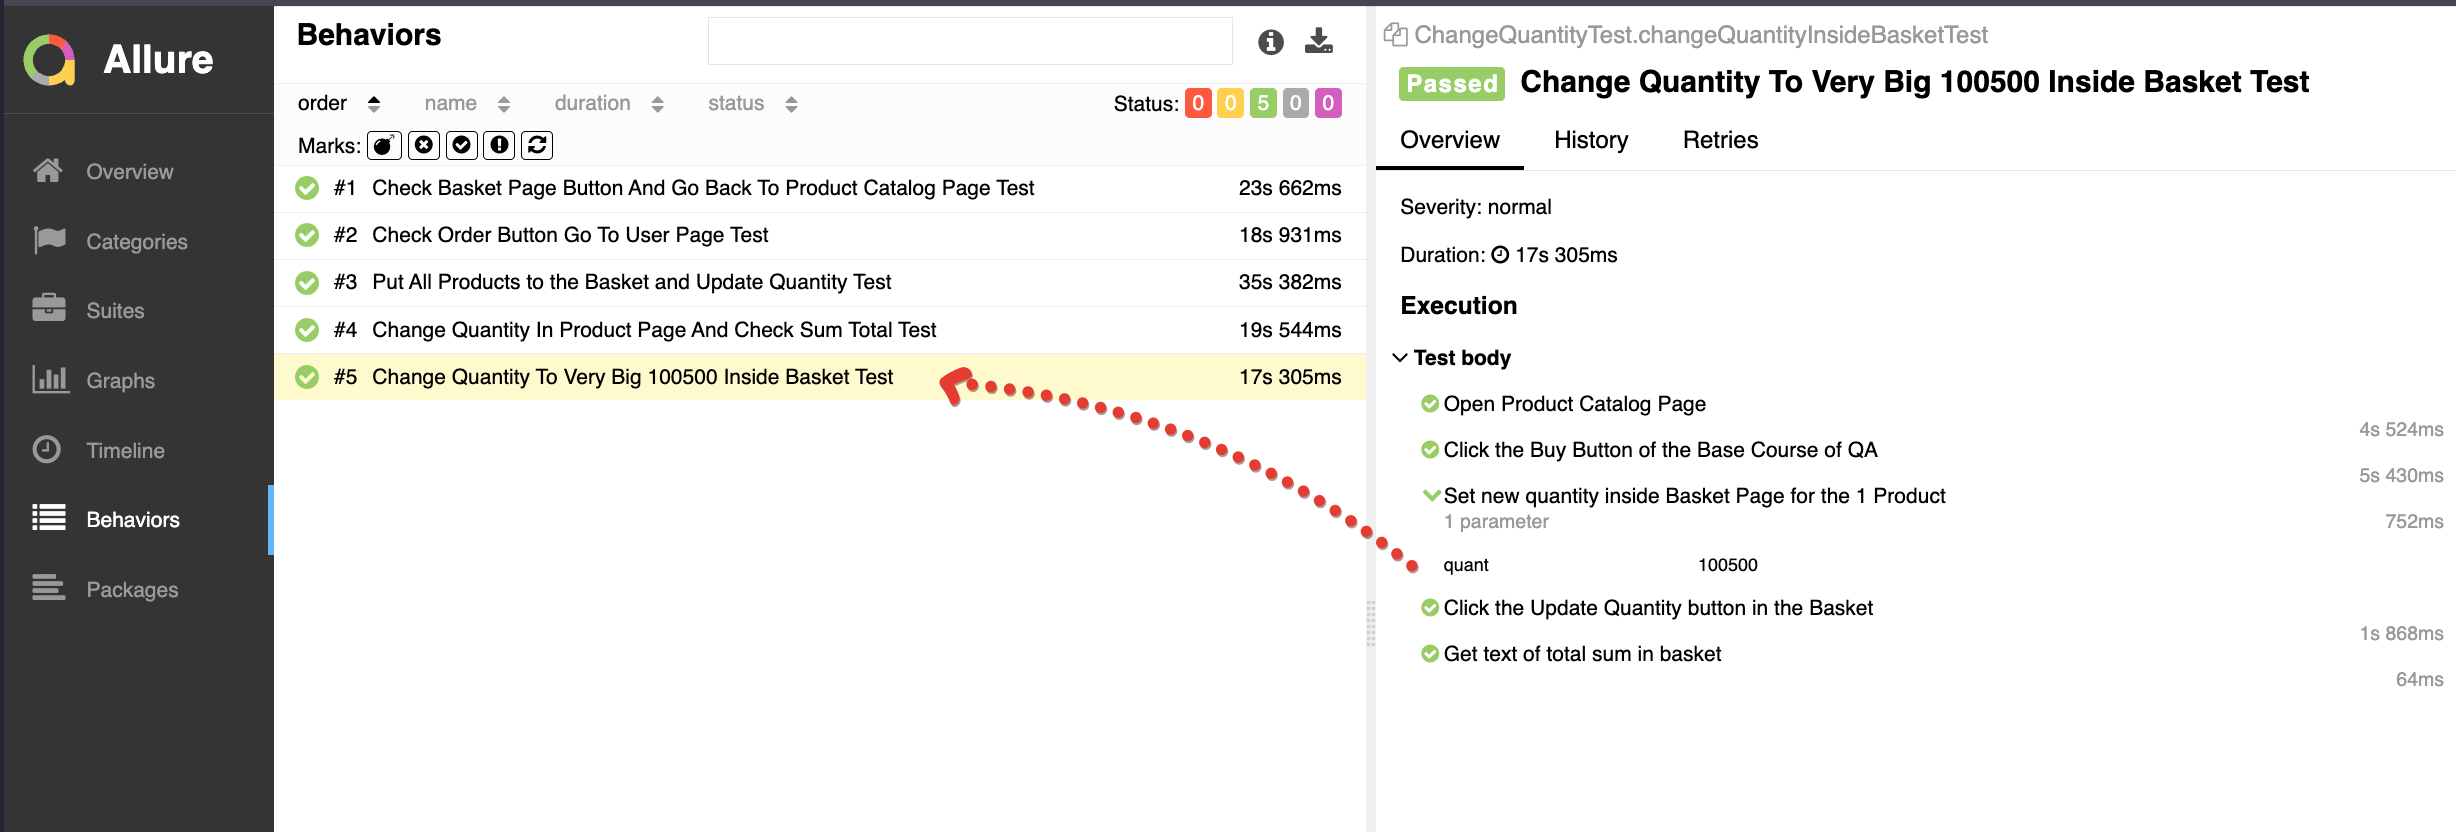 Allure
Overview
Categories
Suites
Graphs
Timeline
Behaviors
Packages
Behaviors
order name duration status Status: 0 0 5 0 0
Marks:
#1 Check Basket Page Button And Go Back To Product Catalog Page Test 23s 662ms
#2 Check Order Button Go To User Page Test 18s 931ms
#3 Put All Products to the Basket and Update Quantity Test 35s 382ms
#4 Change Quantity In Product Page And Check Sum Total Test 19s 544ms
#5 Change Quantity To Very Big 100500 Inside Basket Test 17s 305ms
ChangeQuantityTest.changeQuantityInsideBasketTest
Passed Change Quantity To Very Big 100500 Inside Basket Test
Overview History Retries
Severity: normal
Duration: 17s 305ms
Execution
Test body
Open Product Catalog Page
4s 524ms
Click the Buy Button of the Base Course of QA
5s 430ms
Set new quantity inside Basket Page for the 1 Product
1 parameter 752ms
quant 100500
Click the Update Quantity button in the Basket
1s 868ms
Get text of total sum in basket
64ms